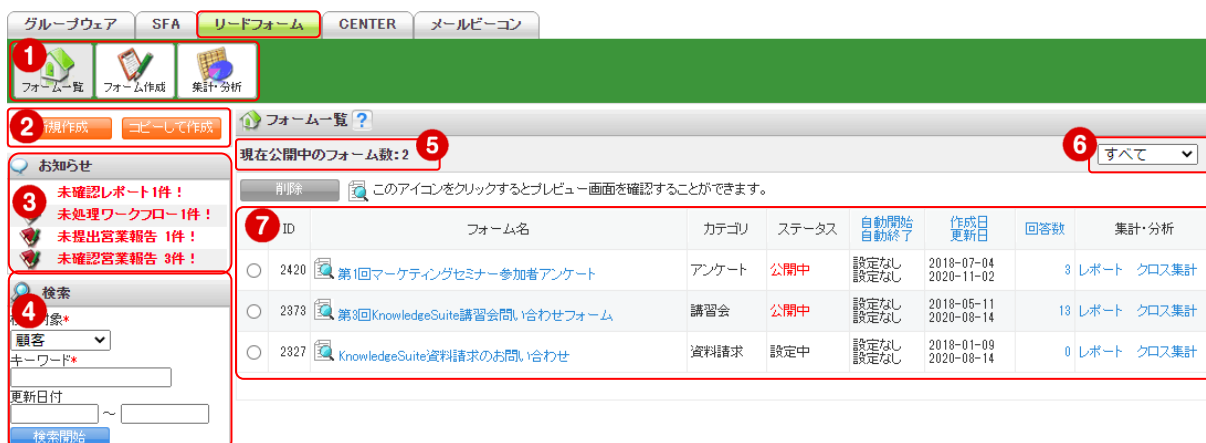 グループウェア SFA リードフォーム CENTER メールビーコン
1
フォーム一覧 フォーム作成 集計・分析
2 規作成 コピーして作成
フォーム一覧 ?
現在公開中のフォーム数:2 5
6 すべて
お知らせ
3
未確認レポート1件!
未処理ワークフロー1件!
未提出営業報告 1件!
未確認営業報告 3件!
削除 このアイコンをクリックするとプレビュー画面を確認することができます。
7 ID フォーム名 カテゴリ ステータス 自動開始 自動終了 作成日 更新日 回答数 集計・分析
2420 第1回マーケティングセミナー参加者アンケート アンケート 公開中 設定なし 設定なし 2018-07-04 2020-11-02 3 レポート クロス集計
2373 第3回KnowledgeSuite講習会問い合わせフォーム 講習会 公開中 設定なし 設定なし 2018-05-11 2020-08-14 13 レポート クロス集計
2327 KnowledgeSuite資料請求のお問い合わせ 資料請求 設定中 設定なし 設定なし 2018-01-09 2020-08-14 0 レポート クロス集計
検索
4 対象*
顧客
キーワード*
更新日付
~
検索開始